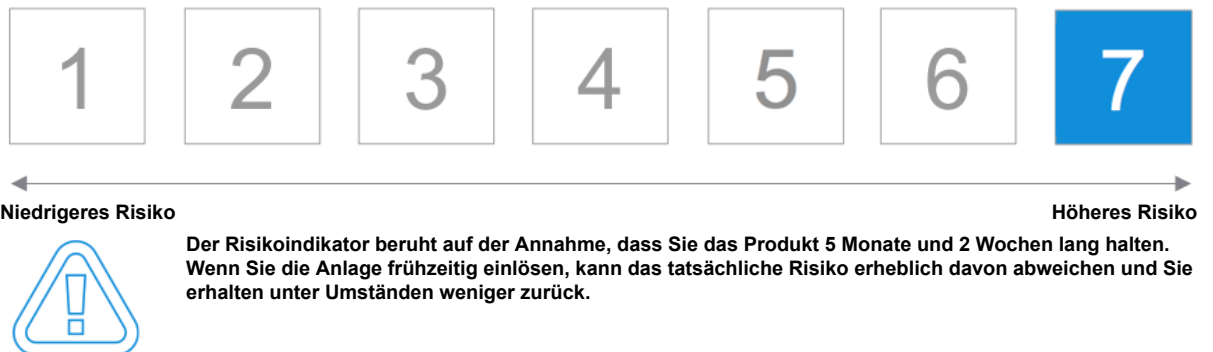 1 2 3 4 5 6 7
Niedrigeres Risiko Höheres Risiko
Der Risikoindikator beruht auf der Annahme, dass Sie das Produkt 5 Monate und 2 Wochen lang halten.
Wenn Sie die Anlage frühzeitig einlösen, kann das tatsächliche Risiko erheblich davon abweichen und Sie
erhalten unter Umständen weniger zurück.